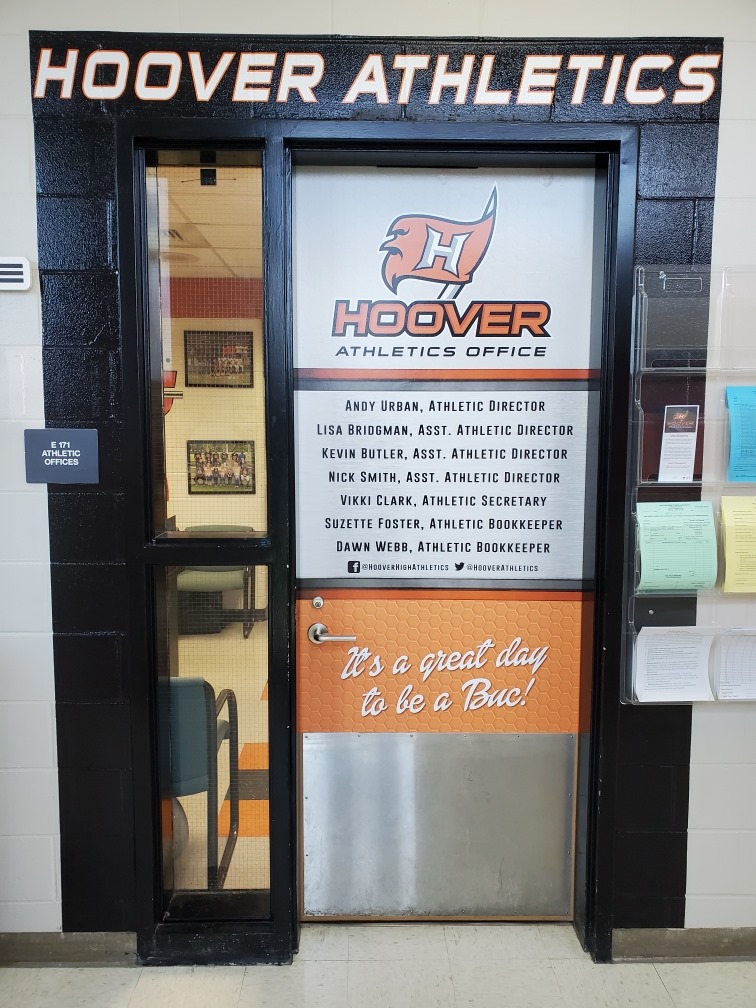 HOOVER ATHLETICS
H
HOOVER
ATHLETICS OFFICE
ANDY URBAN, ATHLETIC DIRECTOR
LISA BRIDGMAN, ASST. ATHLETIC DIRECTOR
KEVIN BUTLER, ASST. ATHLETIC DIRECTOR
NICK SMITH, ASST. ATHLETIC DIRECTOR
VIKKI CLARK, ATHLETIC SECRETARY
SUZETTE FOSTER, ATHLETIC BOOKKEEPER
DAWN WEBB, ATHLETIC BOOKKEEPER
@HOOVERHIGHATHLETICS @HOOVERATHLETICS
It's a great day
to be a Buc!
E 171
ATHLETIC
OFFICES